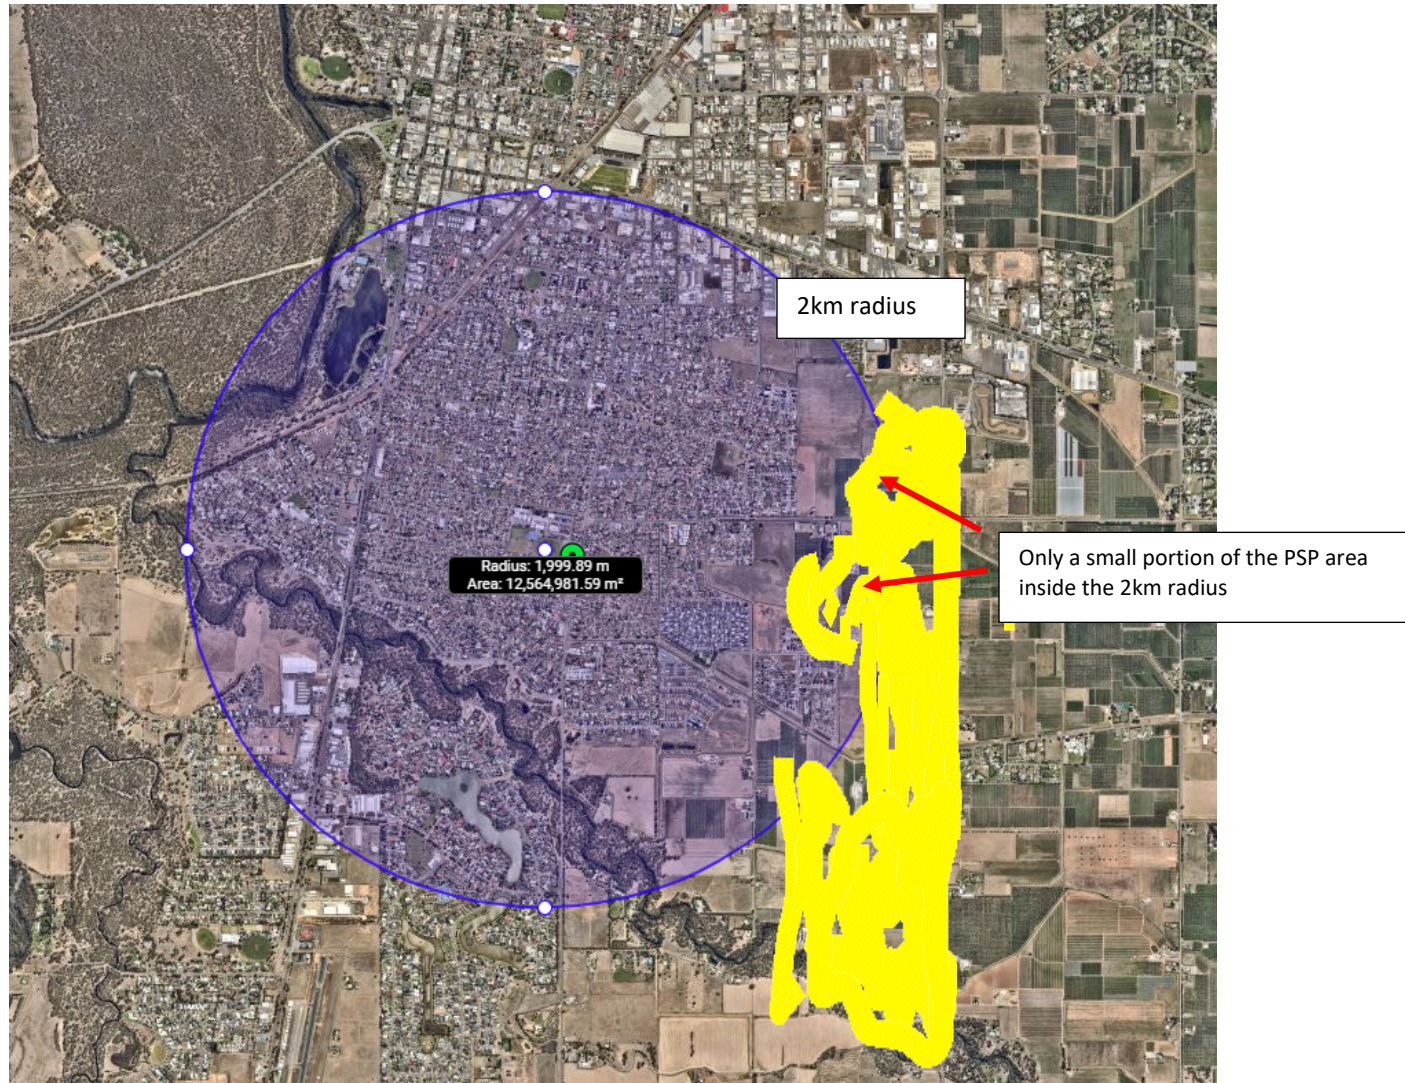 2km radius
Radius: 1,999.89 m
Area: 12,564,981.59 m²
Only a small portion of the PSP area
inside the 2km radius